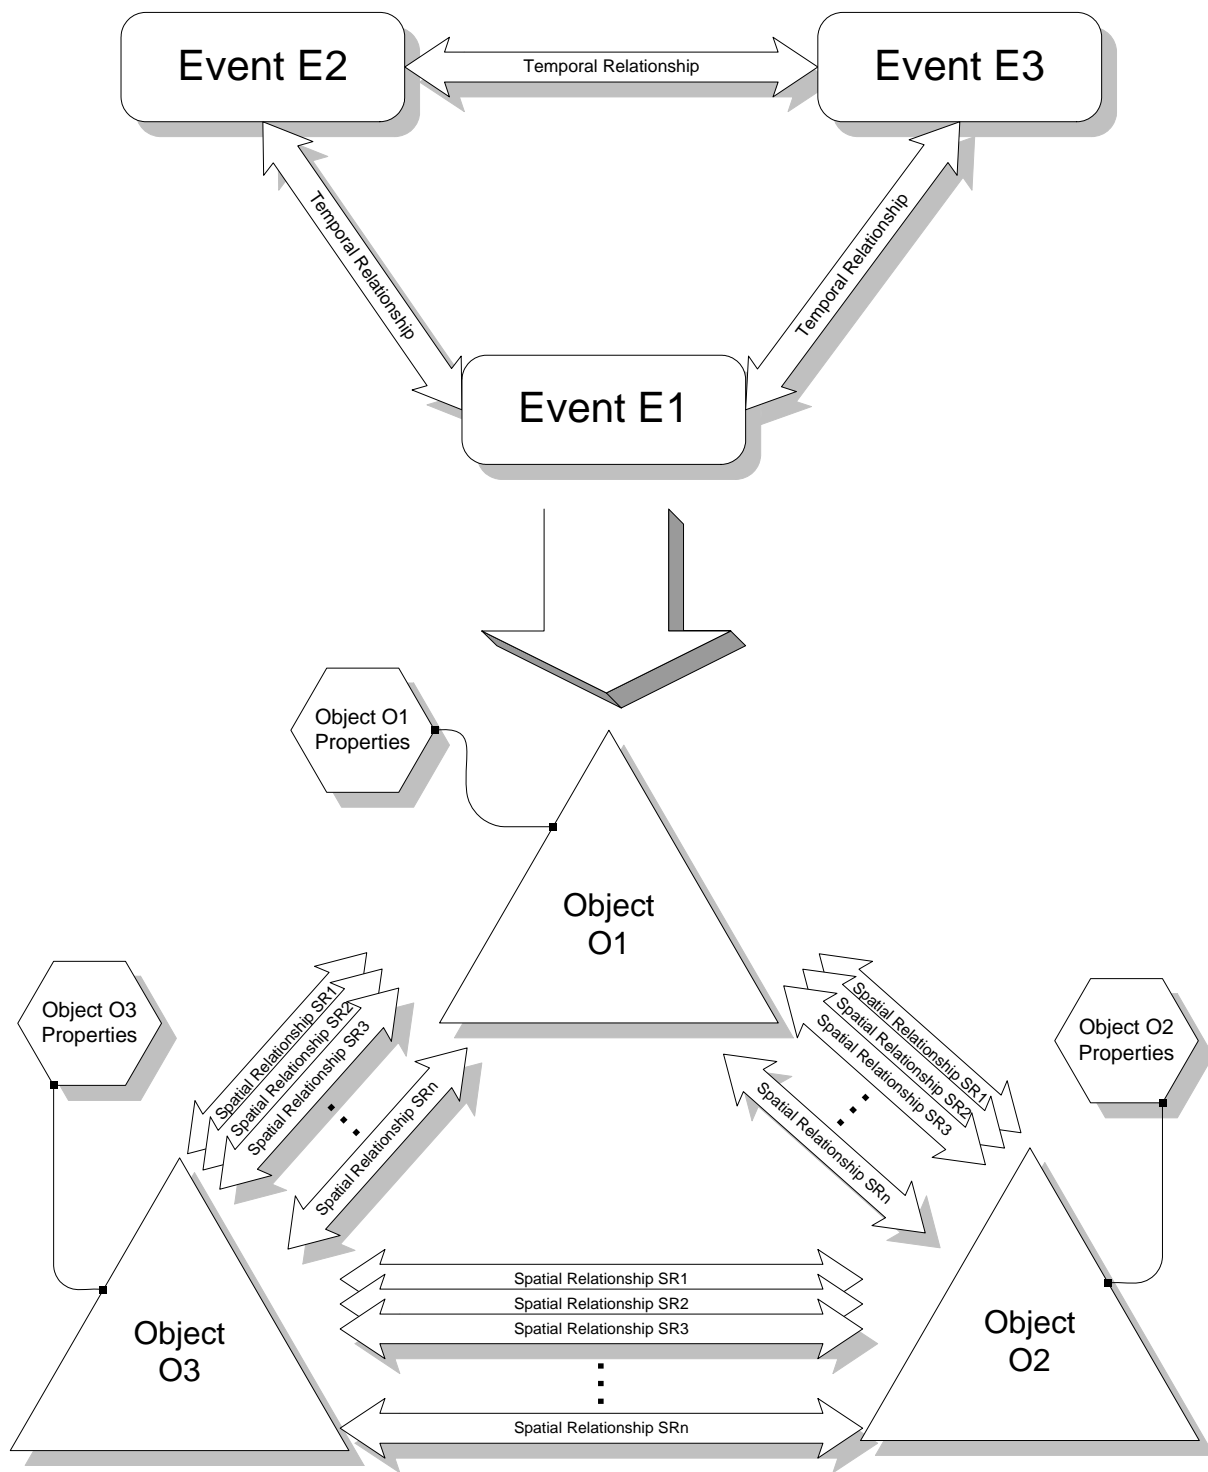 Event E2
Temporal Relationship
Event E3
Temporal Relationship
Temporal Relationship
Event E1
Object O1
Properties
Object
O1
Object O3
Properties
Object O2
Properties
Spatial Relationship SR1
Spatial Relationship SR2
Spatial Relationship SR3
Spatial Relationship SRn
Spatial Relationship SR1
Spatial Relationship SR2
Spatial Relationship SR3
Spatial Relationship SRn
Spatial Relationship SR1
Spatial Relationship SR2
Spatial Relationship SR3
Spatial Relationship SRn
Object
O3
Object
O2